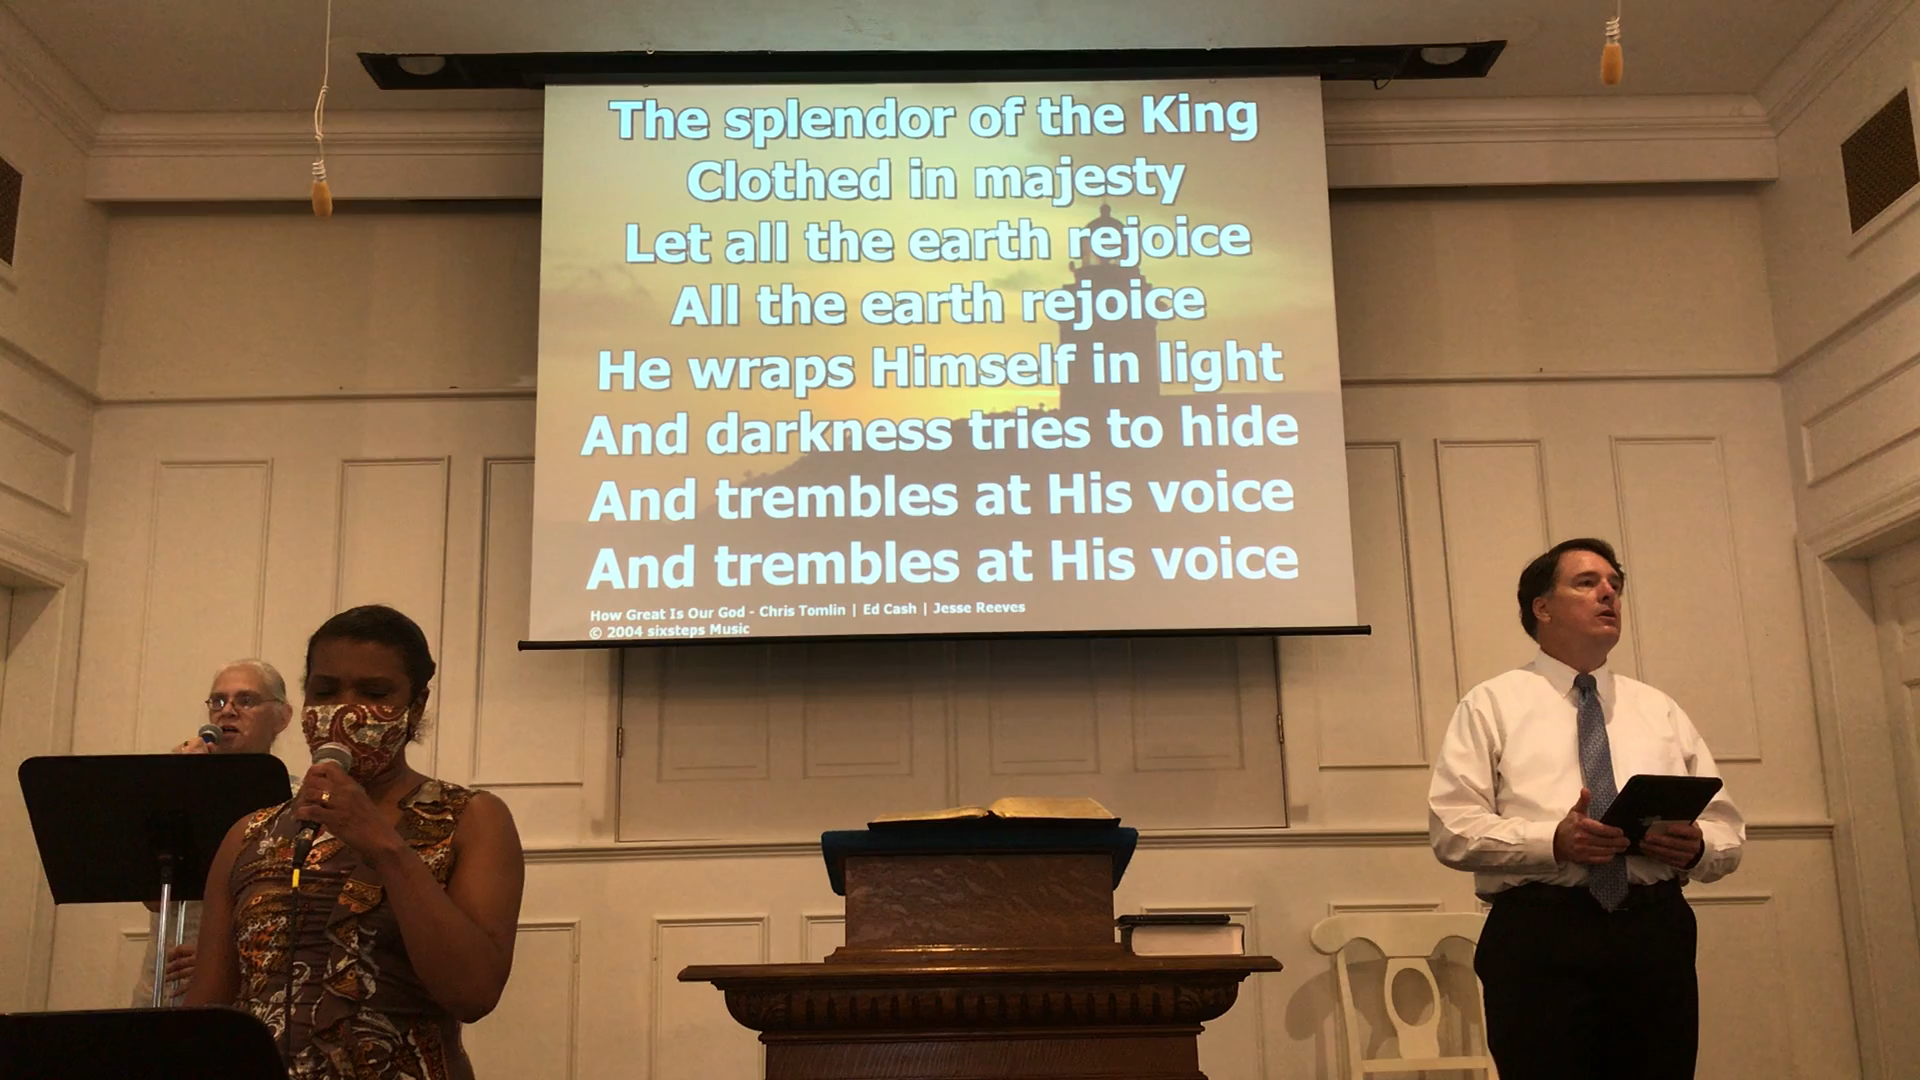 The splendor of the King
Clothed in majesty
Let all the earth rejoice
All the earth rejoice
He wraps Himself in light
And darkness tries to hide
And trembles at His voice
And trembles at His voice
How Great Is Our God - Chris Tomlin | Ed Cash | Jesse Reeves
© 2004 sixsteps Music